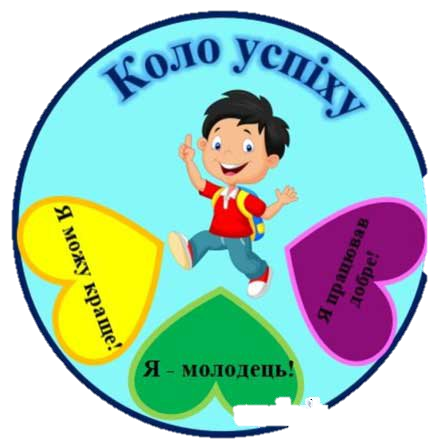 Коло успіху
Я можу краще!
Я – молодець!
Я працював
добре!